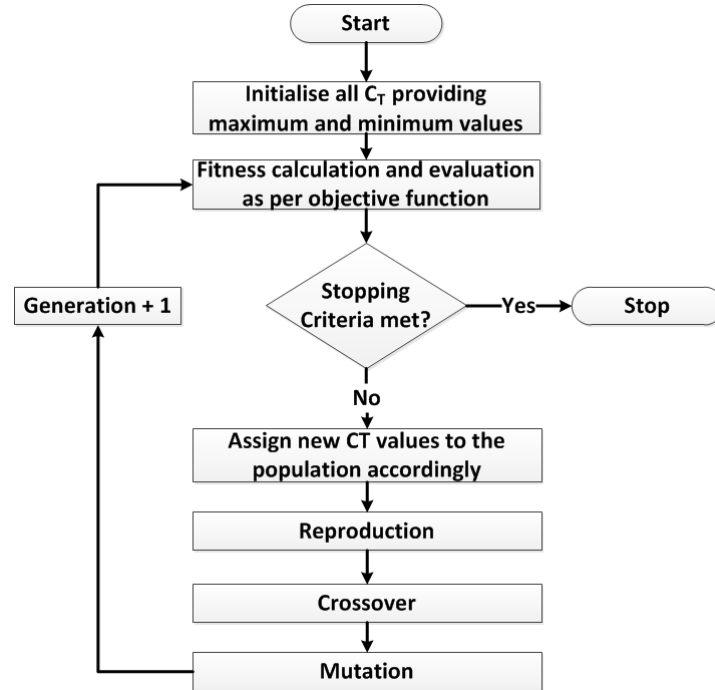 Start
Initialise all C_T providing
maximum and minimum values
Fitness calculation and evaluation
as per objective function
Generation + 1
Stopping
Criteria met?
Yes
Stop
No
Assign new CT values to the
population accordingly
Reproduction
Crossover
Mutation